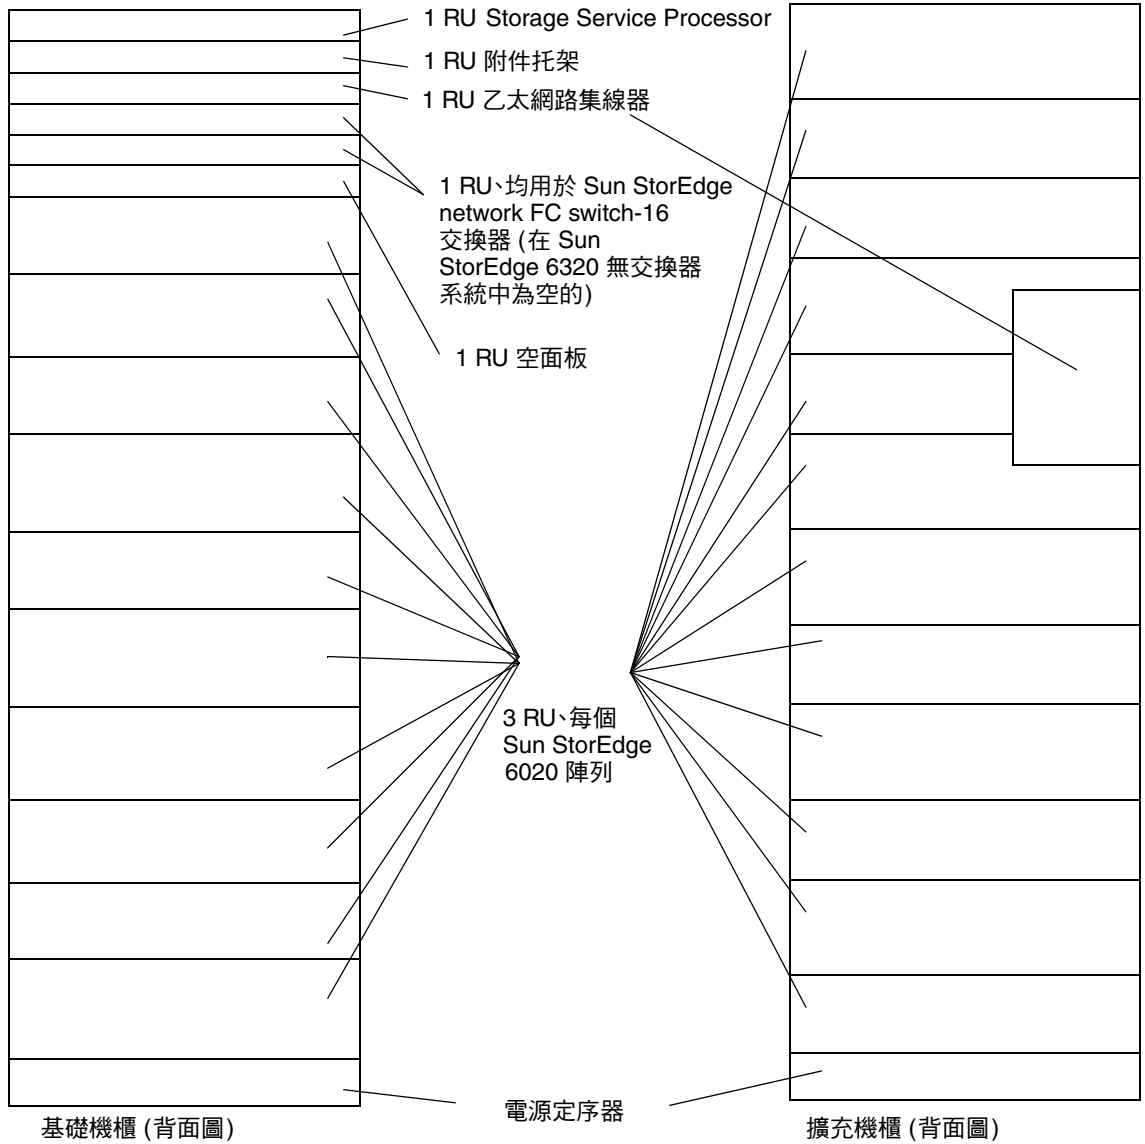 1 RU Storage Service Processor
1 RU 附件托架
1 RU 乙太網路集線器
1 RU、均用於 Sun StorEdge
network FC switch-16
交換器 (在 Sun
StorEdge 6320 無交換器
系統中為空的)
1 RU 空面板
3 RU、每個
Sun StorEdge
6020 陣列
電源定序器
基礎機櫃 (背面圖)
擴充機櫃 (背面圖)